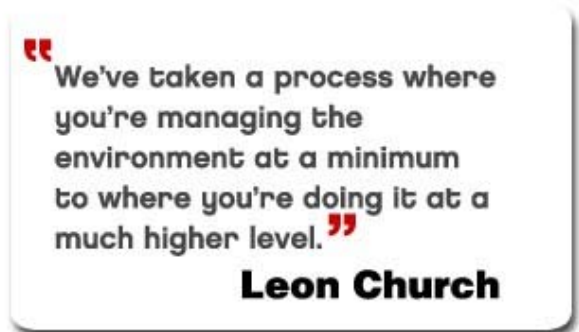 “We’ve taken a process where
you’re managing the
environment at a minimum
to where you’re doing it at a
much higher level.”
Leon Church